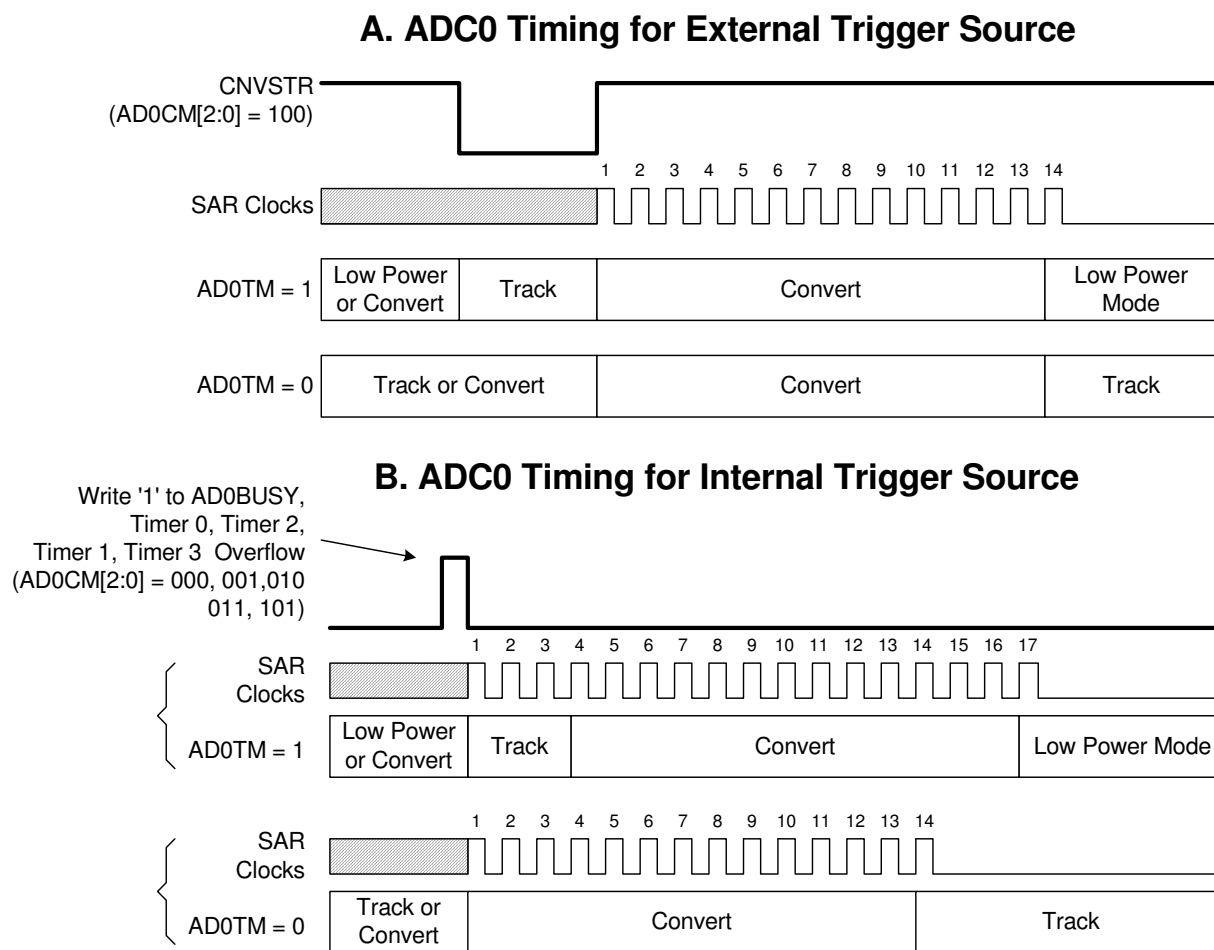 A. ADC0 Timing for External Trigger Source
CNVSTR
(AD0CM[2:0] = 100)
1 2 3 4 5 6 7 8 9 10 11 12 13 14
SAR Clocks
AD0TM = 1
Low Power
or Convert
Track
Convert
Low Power
Mode
AD0TM = 0
Track or Convert
Convert
Track
B. ADC0 Timing for Internal Trigger Source
Write '1' to AD0BUSY,
Timer 0, Timer 2,
Timer 1, Timer 3 Overflow
(AD0CM[2:0] = 000, 001,010
011, 101)
1 2 3 4 5 6 7 8 9 10 11 12 13 14 15 16 17
SAR
Clocks
AD0TM = 1
Low Power
or Convert
Track
Convert
Low Power Mode
1 2 3 4 5 6 7 8 9 10 11 12 13 14
SAR
Clocks
AD0TM = 0
Track or
Convert
Convert
Track